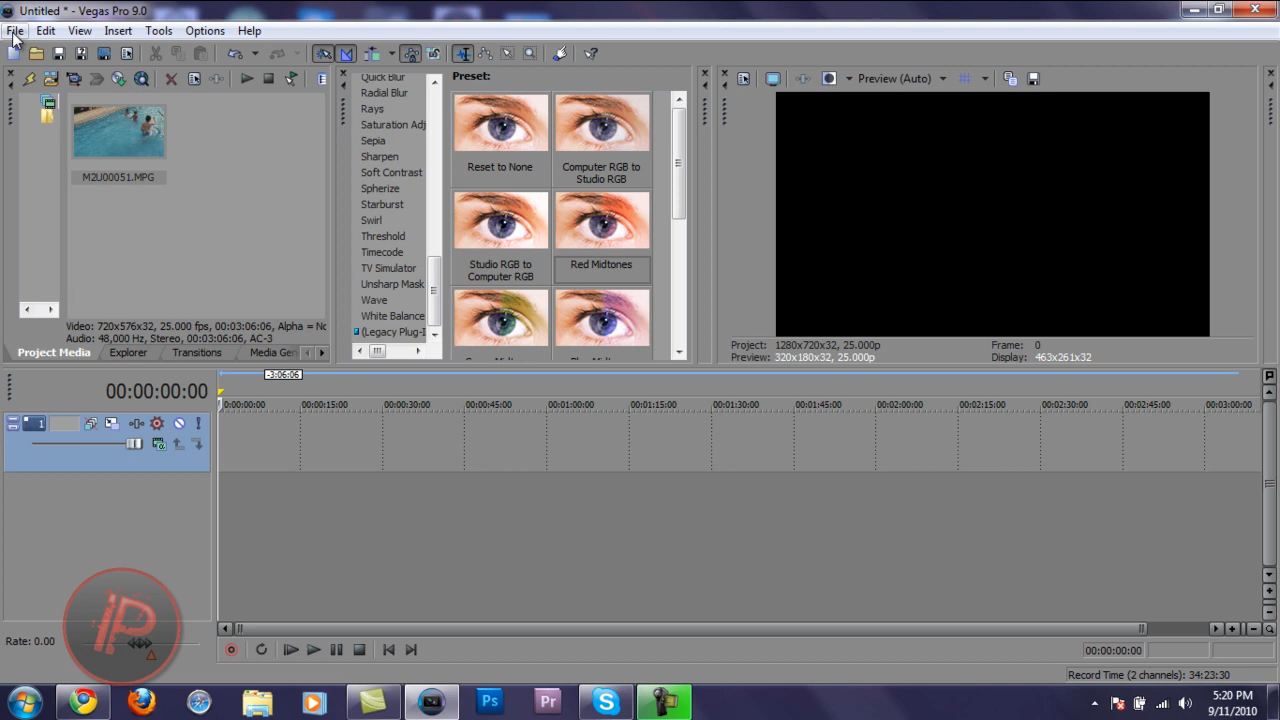 Untitled * - Vegas Pro 9.0
File Edit View Insert Tools Options Help
Preview (Auto)
Quick Blur
Radial Blur
Rays
Saturation Adj
Sepia
Sharpen
Soft Contrast
Spherize
Starburst
Swirl
Threshold
Timecode
TV Simulator
Unsharp Mask
Wave
White Balance
(Legacy Plug-I
Preset:
Reset to None
Computer RGB to
Studio RGB
Studio RGB to
Computer RGB
Red Midtones
M2U00051.MPG
Video: 720x576x32, 25.000 fps, 00:03:06:06, Alpha = No
Audio: 48,000 Hz, Stereo, 00:03:06:06, AC-3
Project Media Explorer Transitions Media Ger
Project: 1280x720x32, 25.000p
Preview: 320x180x32, 25.000p
Frame: 0
Display: 463x261x32
-3:06:06
00:00:00:00
0:00:00:00 00:00:15:00 00:00:30:00 00:00:45:00 00:01:00:00 00:01:15:00 00:01:30:00 00:01:45:00 00:02:00:00 00:02:15:00 00:02:30:00 00:02:45:00 00:03:00:00
1
iP
Rate: 0.00
00:00:00:00
Record Time (2 channels): 34:23:30
Ps
Pr
S
5:20 PM
9/11/2010